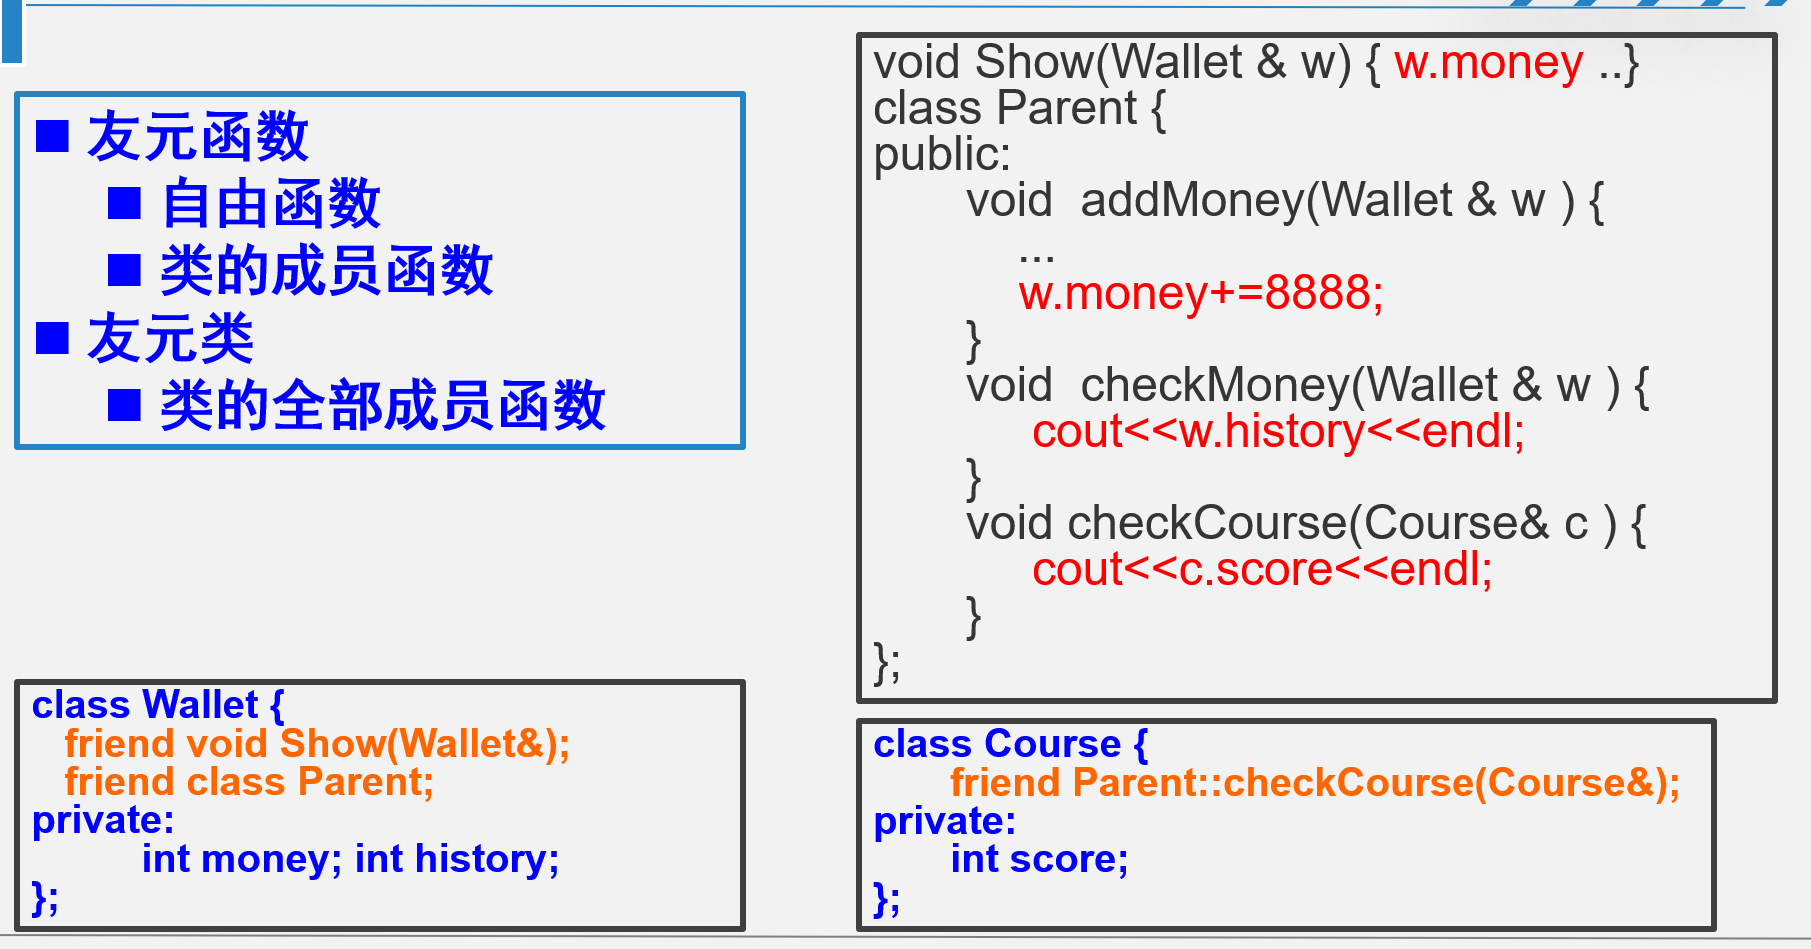 ■ 友元函数
■ 自由函数
■ 类的成员函数
■ 友元类
■ 类的全部成员函数
void Show(Wallet & w) { w.money ..}
class Parent {
public:
void  addMoney(Wallet & w ) {
...
w.money+=8888;
}
void  checkMoney(Wallet & w ) {
cout<<w.history<<endl;
}
void checkCourse(Course& c ) {
cout<<c.score<<endl;
}
};
class Wallet {
friend void Show(Wallet&);
friend class Parent;
private:
int money; int history;
};
class Course {
friend Parent::checkCourse(Course&);
private:
int score;
};